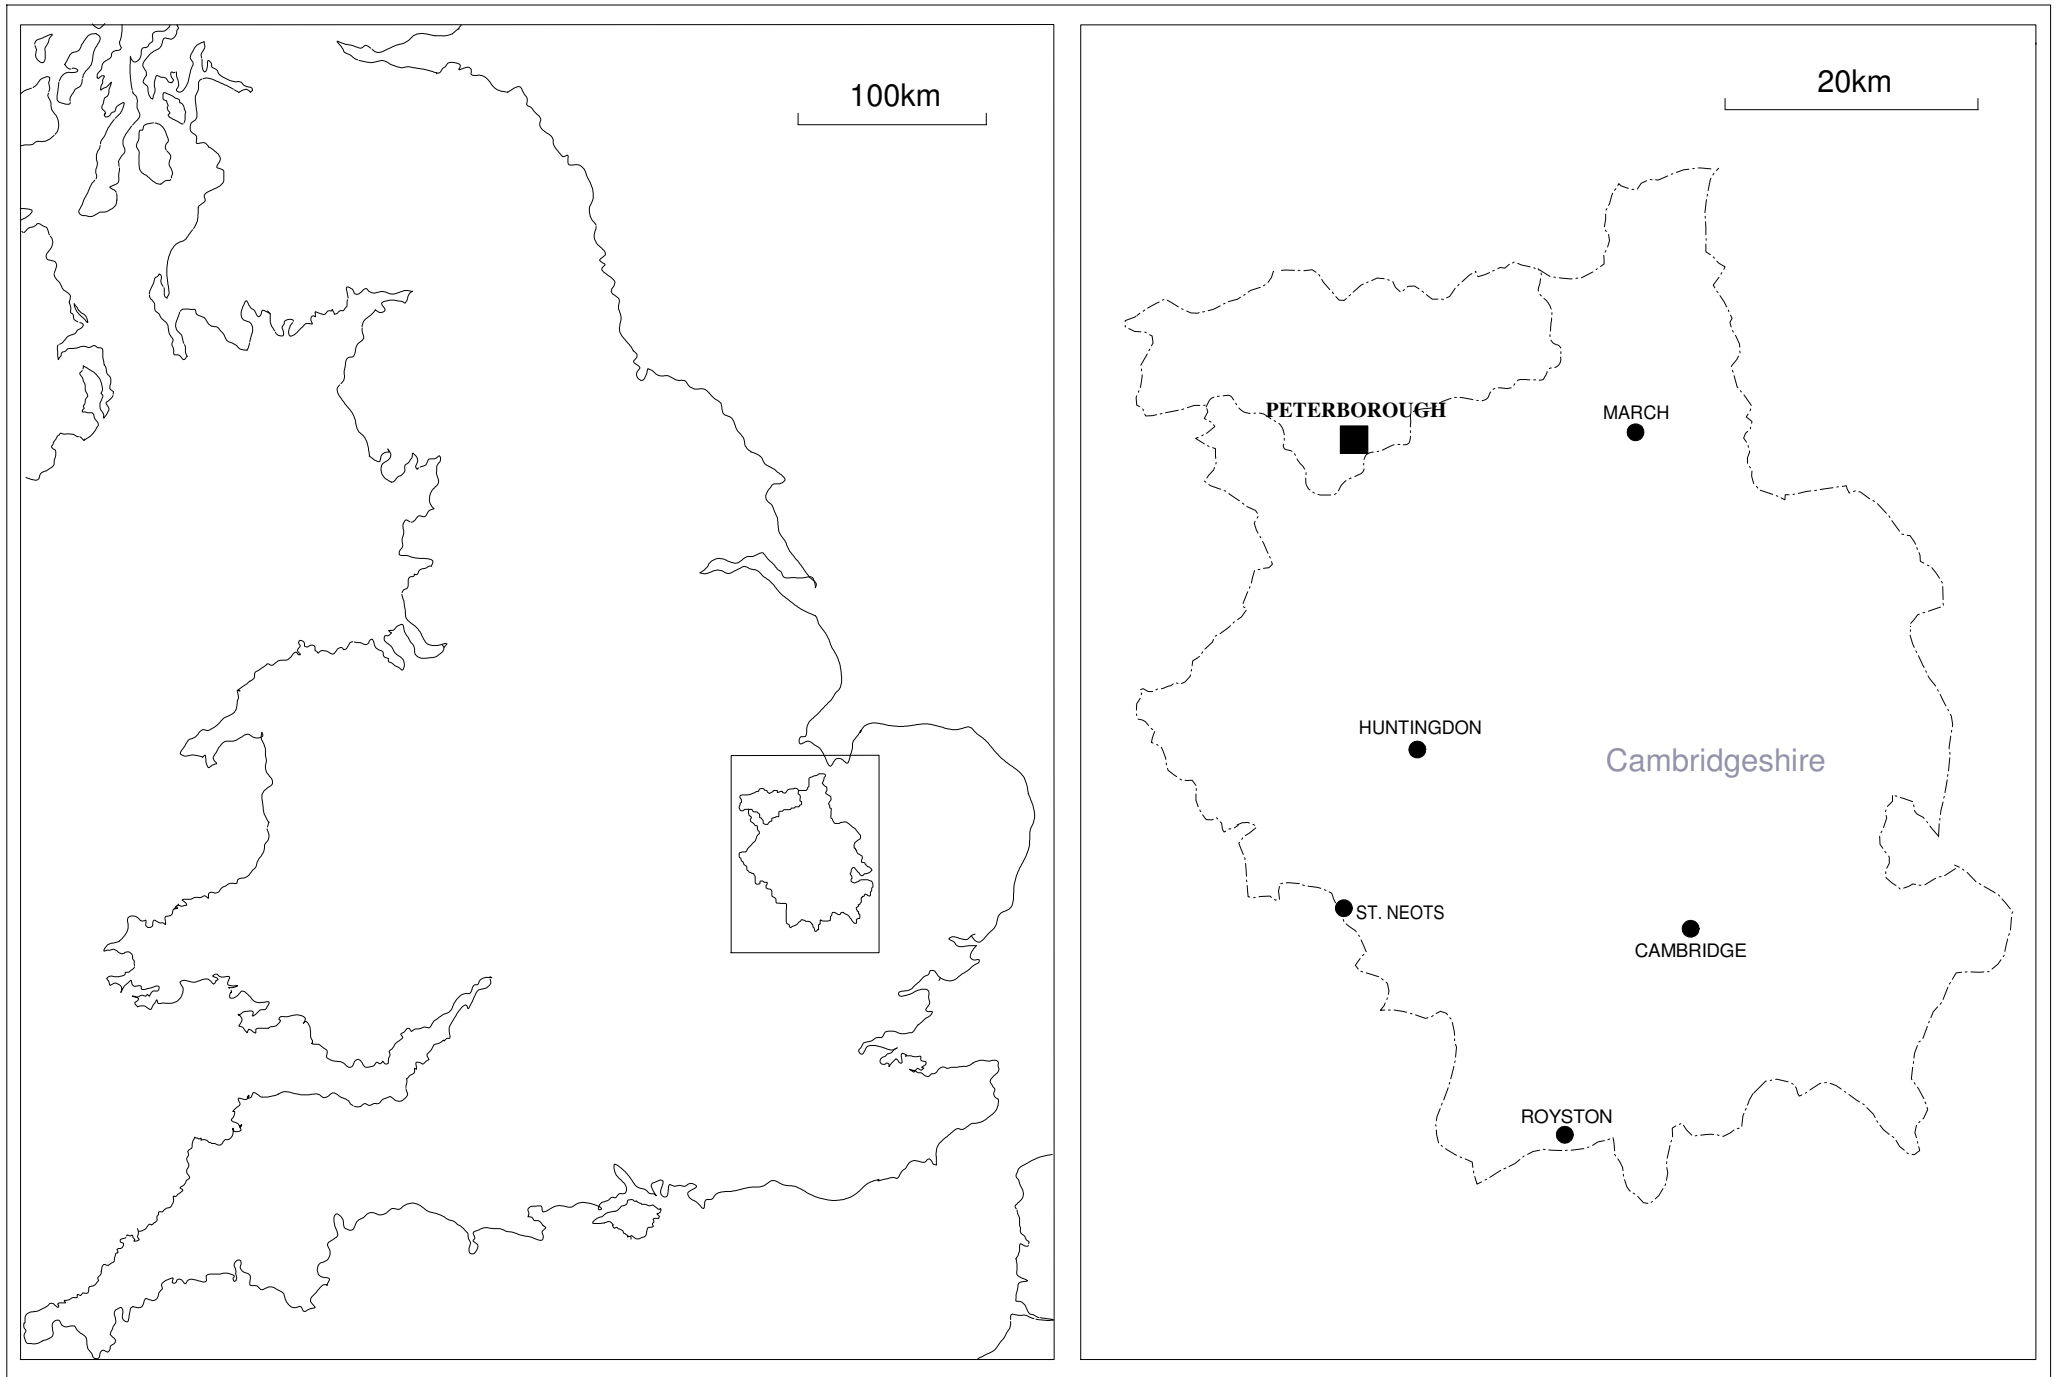 100km
20km
PETERBOROUGH
MARCH
HUNTINGDON
Cambridgeshire
ST. NEOTS
CAMBRIDGE
ROYSTON